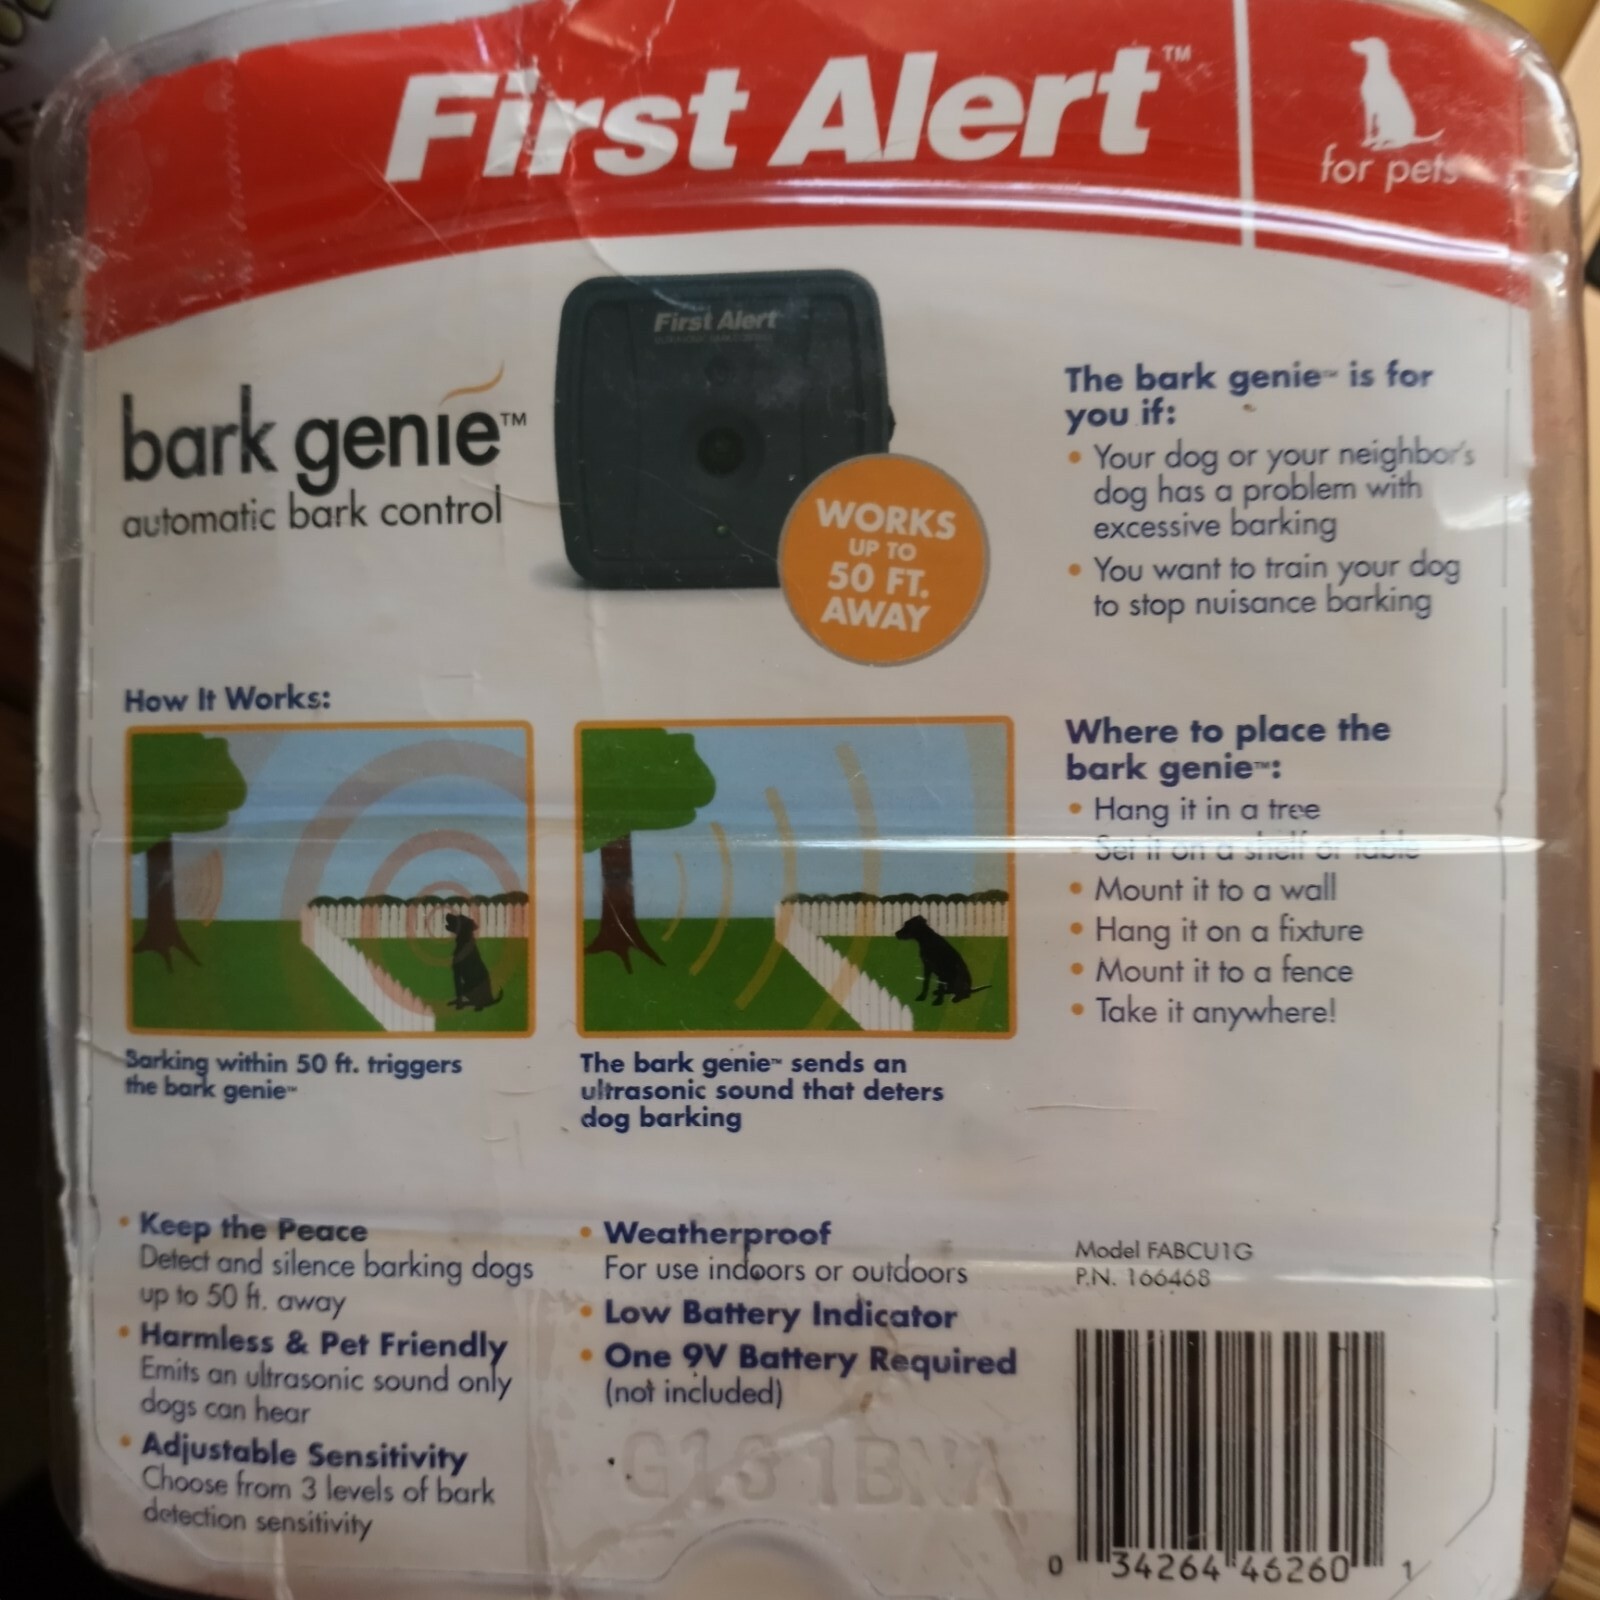 First Alert™
for pets
First Alert
bark genie™
automatic bark control
WORKS
UP TO
50 FT.
AWAY
The bark genie™ is for
you if:
• Your dog or your neighbor's
dog has a problem with
excessive barking
• You want to train your dog
to stop nuisance barking
How It Works:
Barking within 50 ft. triggers
the bark genie™
The bark genie™ sends an
ultrasonic sound that deters
dog barking
Where to place the
bark genie™:
• Hang it in a tree
• Set it on a shelf or table
• Mount it to a wall
• Hang it on a fixture
• Mount it to a fence
• Take it anywhere!
• Keep the Peace
Detect and silence barking dogs
up to 50 ft. away
• Harmless & Pet Friendly
Emits an ultrasonic sound only
dogs can hear
• Adjustable Sensitivity
Choose from 3 levels of bark
detection sensitivity
• Weatherproof
For use indoors or outdoors
• Low Battery Indicator
• One 9V Battery Required
(not included)
Model FABCU1G
P.N. 166468
0 34264 46260 1